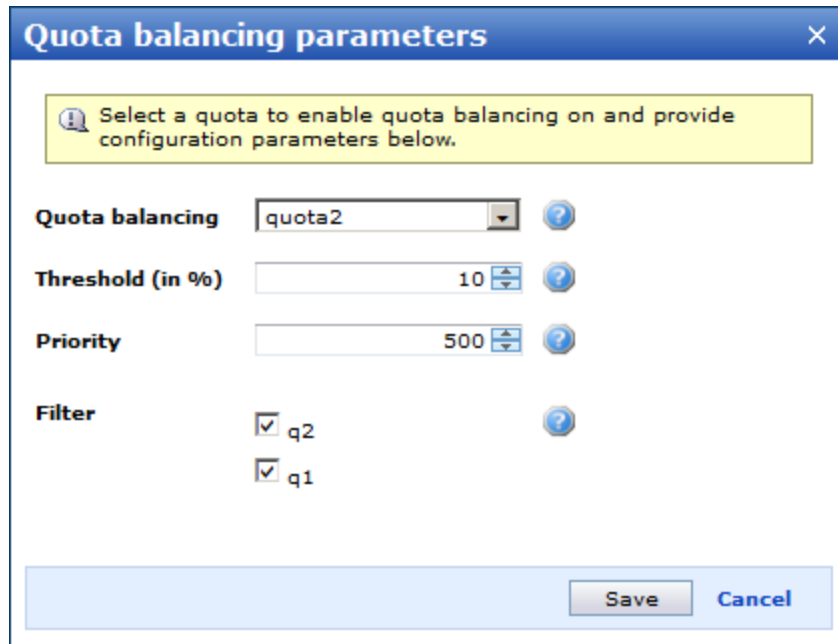 Quota balancing parameters
Select a quota to enable quota balancing on and provide
configuration parameters below.
Quota balancing quota2
Threshold (in %) 10
Priority 500
Filter
q2
q1
Save Cancel